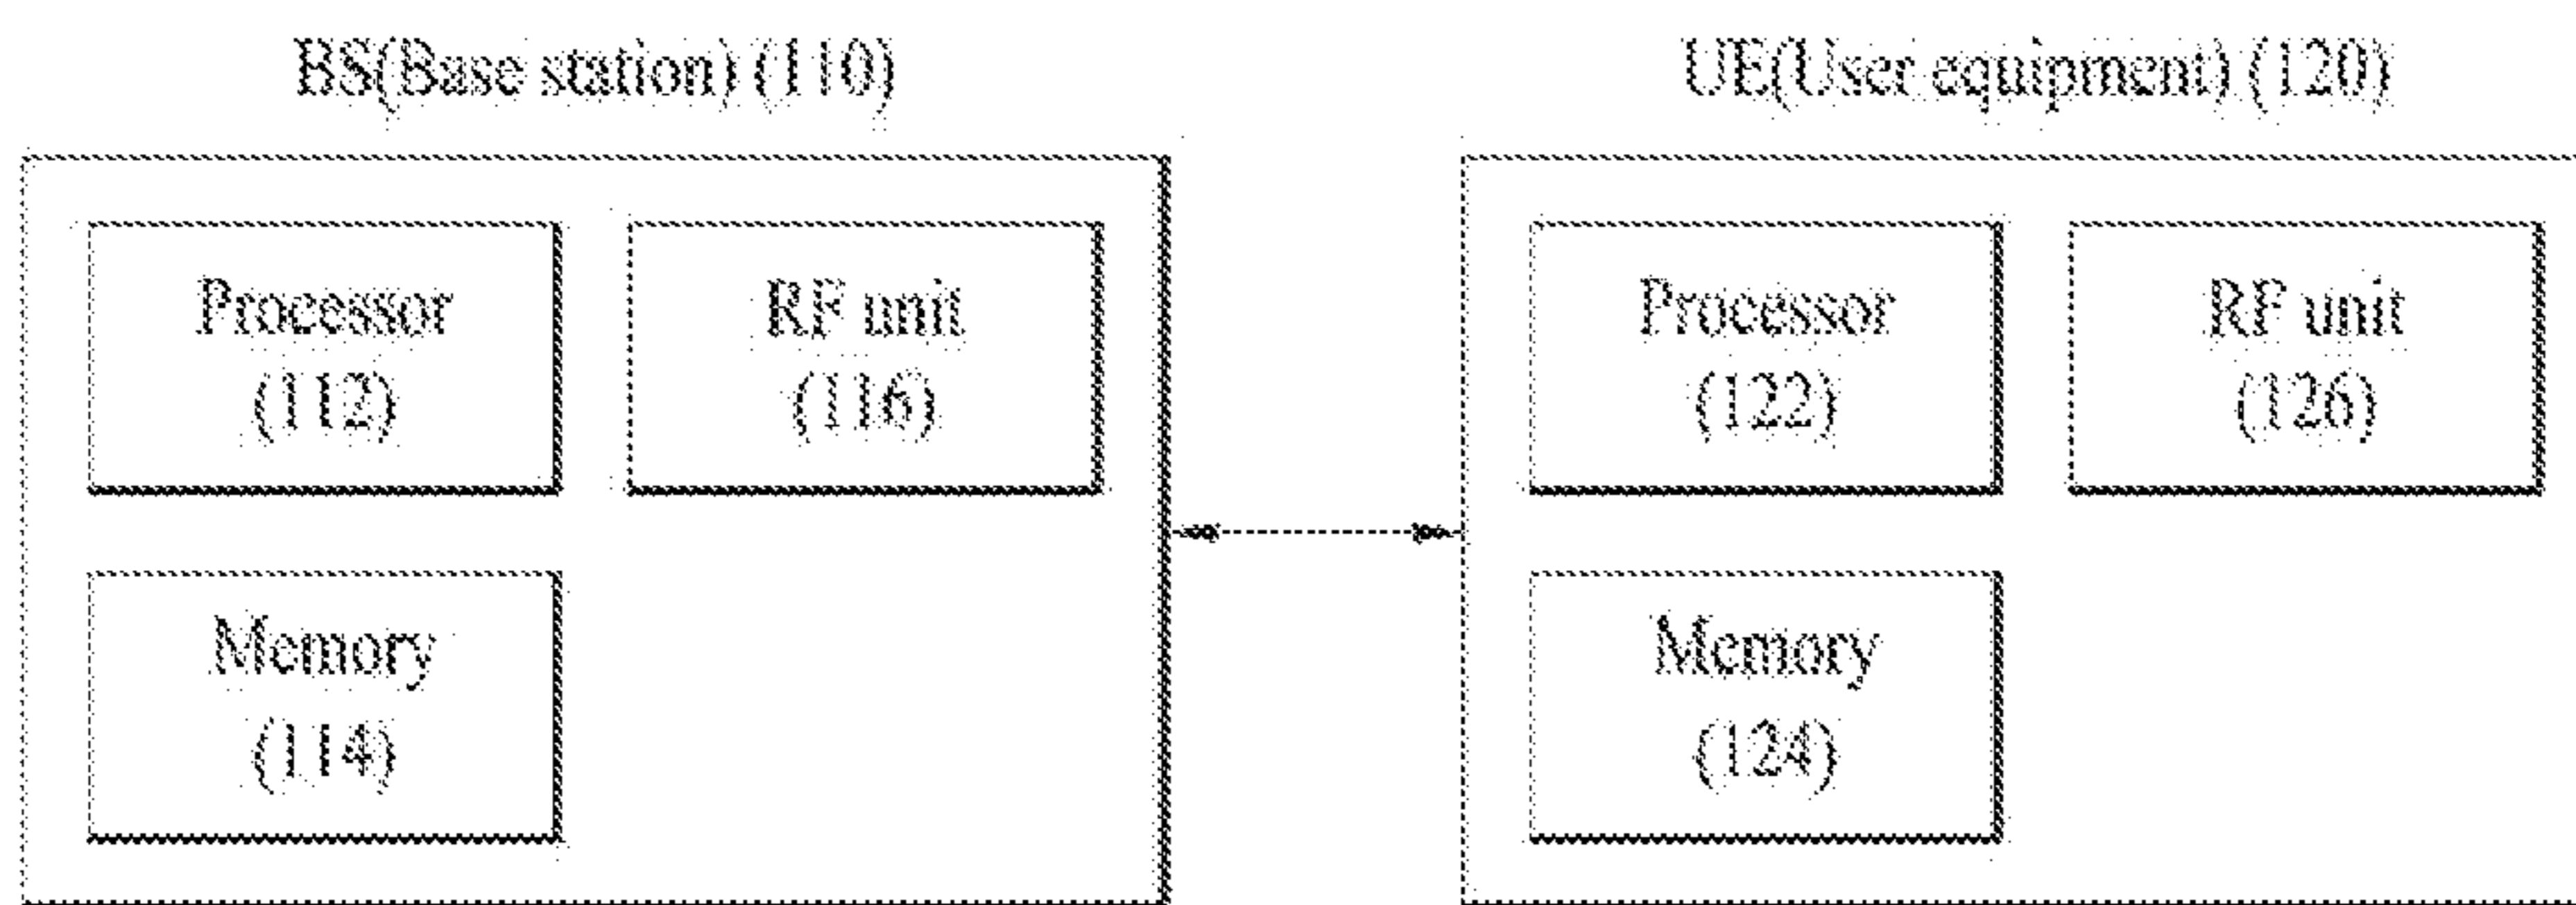 BS(Base station) (110)
UE(User equipment) (120)
Processor
(112)
RF unit
(116)
Memory
(114)
Processor
(122)
RF unit
(126)
Memory
(124)